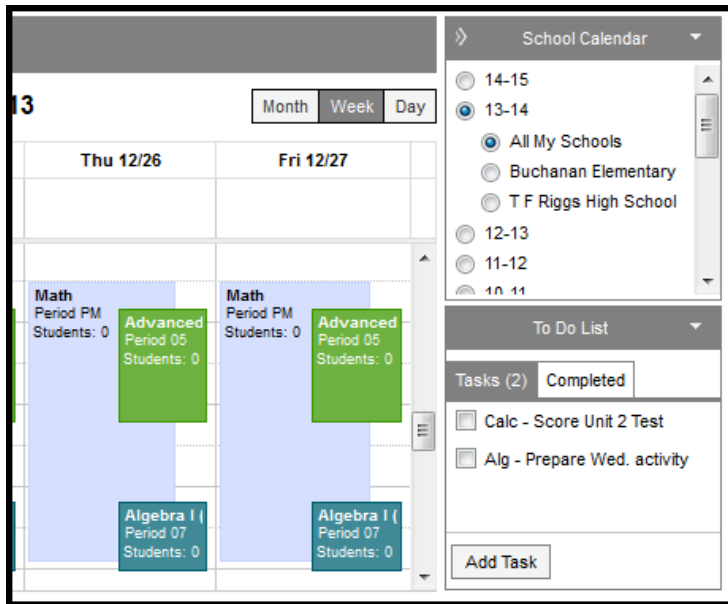 13
Month Week Day
Thu 12/26 Fri 12/27
Math
Period PM
Students: 0
Advanced
Period 05
Students: 0
Algebra I (
Period 07
Students: 0
Math
Period PM
Students: 0
Advanced
Period 05
Students: 0
Algebra I (
Period 07
Students: 0
School Calendar
14-15
13-14
All My Schools
Buchanan Elementary
T F Riggs High School
12-13
11-12
10-11
To Do List
Tasks (2) Completed
Calc - Score Unit 2 Test
Alg - Prepare Wed. activity
Add Task